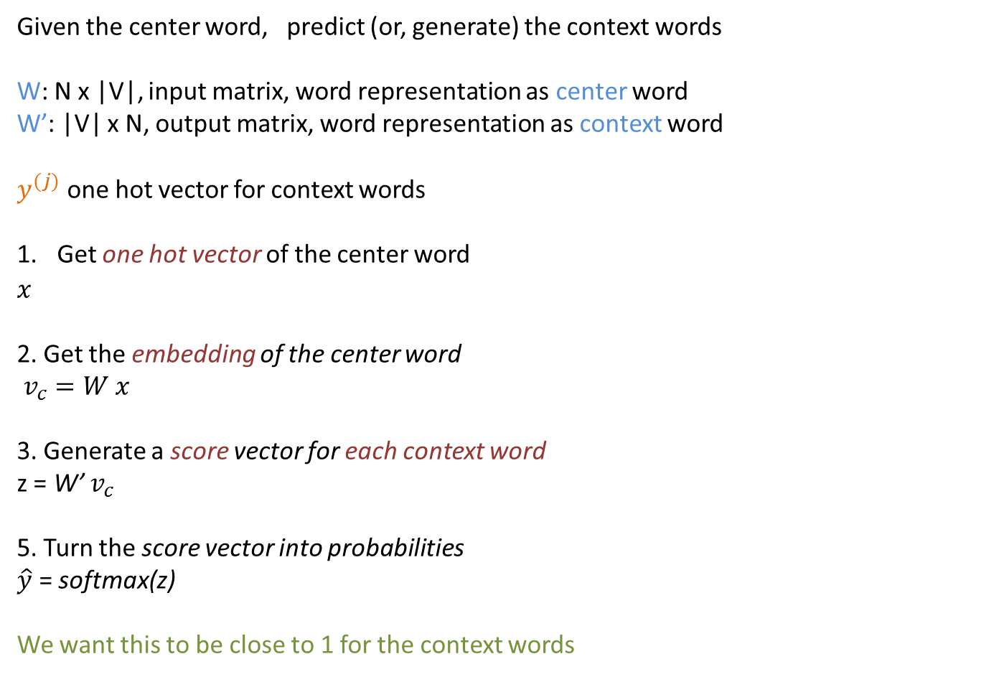 Given the center word, predict (or, generate) the context words
W: N x |V|, input matrix, word representation as center word
W’: |V| x N, output matrix, word representation as context word
y^(j) one hot vector for context words
1. Get one hot vector of the center word
x
2. Get the embedding of the center word
v_c = W x
3. Generate a score vector for each context word
z = W’ v_c
5. Turn the score vector into probabilities
ŷ = softmax(z)
We want this to be close to 1 for the context words